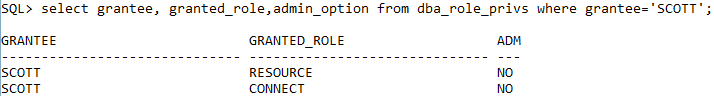 SQL> select grantee, granted_role,admin_option from dba_role_privs where grantee='SCOTT';
GRANTEE                        GRANTED_ROLE                   ADM
------------------------------ ------------------------------ ---
SCOTT                          RESOURCE                       NO
SCOTT                          CONNECT                        NO